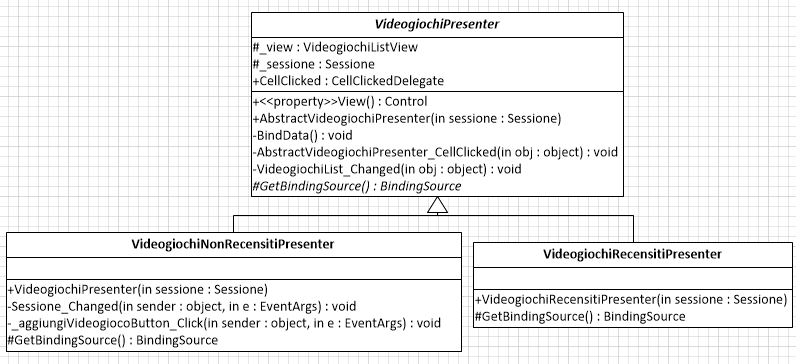 VideogiochiPresenter
#_view : VideogiochiListView
#_sessione : Sessione
+CellClicked : CellClickedDelegate
+<<property>>View() : Control
+AbstractVideogiochiPresenter(in sessione : Sessione)
-BindData() : void
-AbstractVideogiochiPresenter_CellClicked(in obj : object) : void
-VideogiochiList_Changed(in obj : object) : void
#GetBindingSource() : BindingSource
VideogiochiNonRecensitiPresenter
+VideogiochiPresenter(in sessione : Sessione)
-Sessione_Changed(in sender : object, in e : EventArgs) : void
-_aggiungiVideogiocoButton_Click(in sender : object, in e : EventArgs) : void
#GetBindingSource() : BindingSource
VideogiochiRecensitiPresenter
+VideogiochiRecensitiPresenter(in sessione : Sessione)
#GetBindingSource() : BindingSource